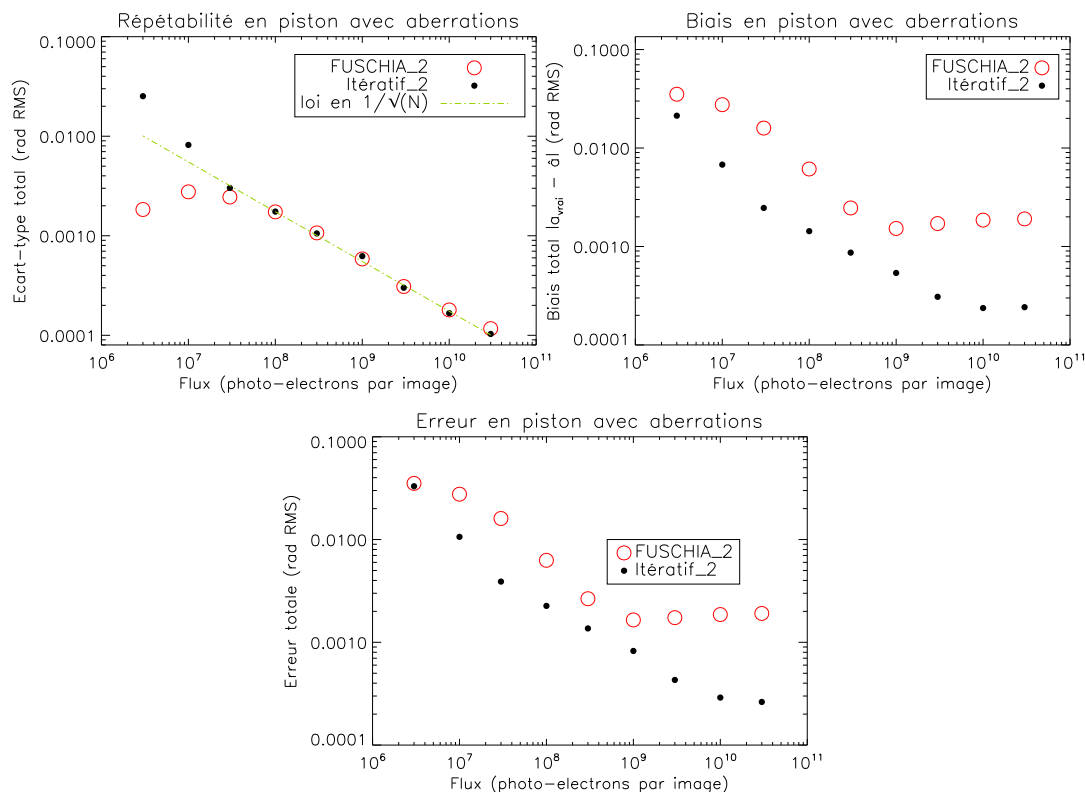 Répétabilité en piston avec aberrations
Ecart-type total (rad RMS)
0.1000
0.0100
0.0010
0.0001
FUSCHIA_2
Itératif_2
loi en 1/√(N)
10⁶ 10⁷ 10⁸ 10⁹ 10¹⁰ 10¹¹
Flux (photo-electrons par image)
Biais en piston avec aberrations
Biais total |a_vrai – â| (rad RMS)
0.1000
0.0100
0.0010
0.0001
FUSCHIA_2
Itératif_2
10⁶ 10⁷ 10⁸ 10⁹ 10¹⁰ 10¹¹
Flux (photo-electrons par image)
Erreur en piston avec aberrations
Erreur totale (rad RMS)
0.1000
0.0100
0.0010
0.0001
FUSCHIA_2
Itératif_2
10⁶ 10⁷ 10⁸ 10⁹ 10¹⁰ 10¹¹
Flux (photo-electrons par image)